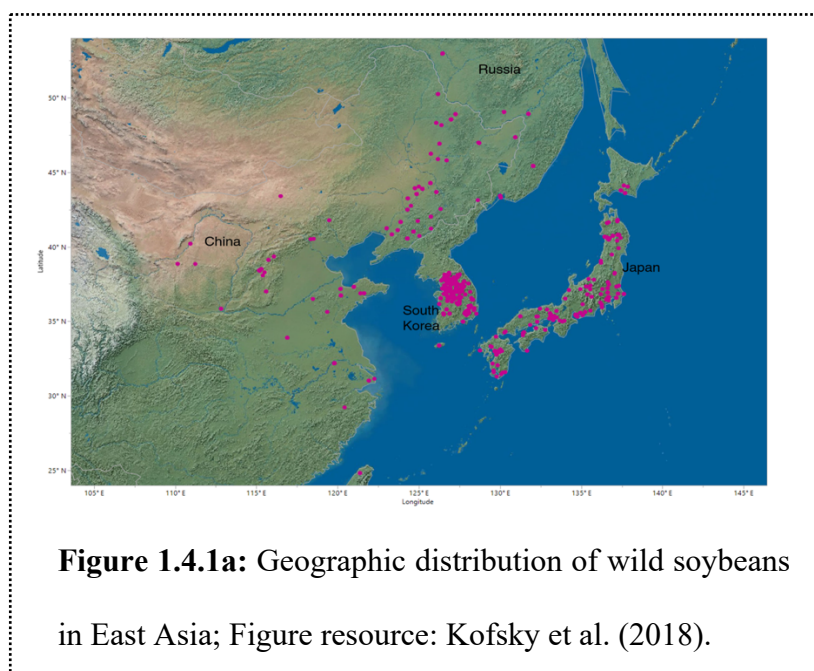 Russia
50° N
45° N
China
40° N
Latitude
Japan
South
Korea
35° N
30° N
25° N
105° E
110° E
115° E
120° E
125° E
130° E
135° E
140° E
145° E
Longitude
Figure 1.4.1a: Geographic distribution of wild soybeans
in East Asia; Figure resource: Kofsky et al. (2018).